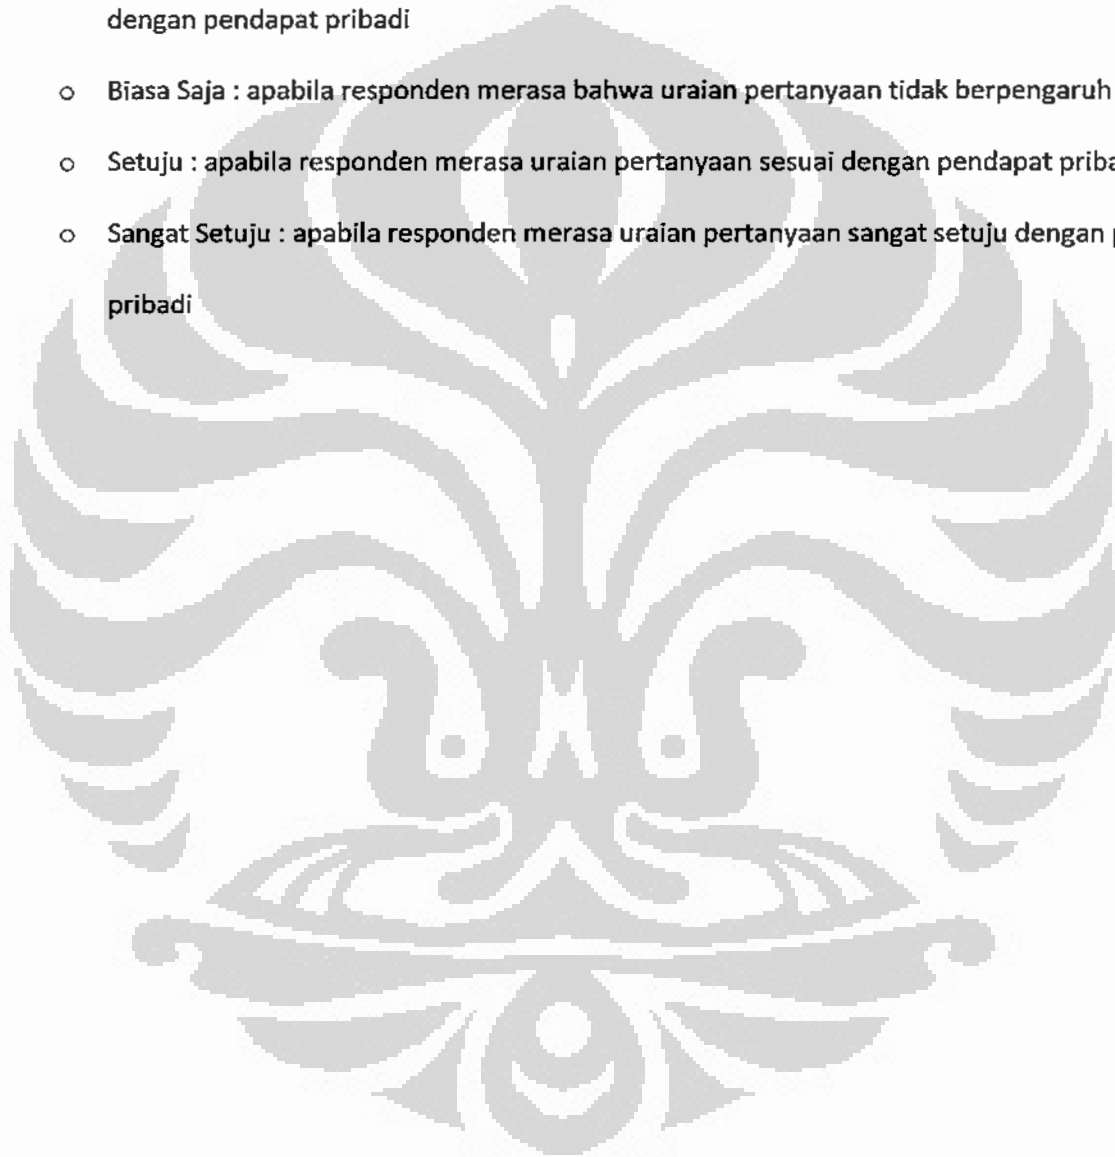 dengan pendapat pribadi
o Biasa Saja : apabila responden merasa bahwa uraian pertanyaan tidak berpengaruh
o Setuju : apabila responden merasa uraian pertanyaan sesuai dengan pendapat
o Sangat Setuju : apabila responden merasa uraian pertanyaan sangat setuju dengan
pribadi